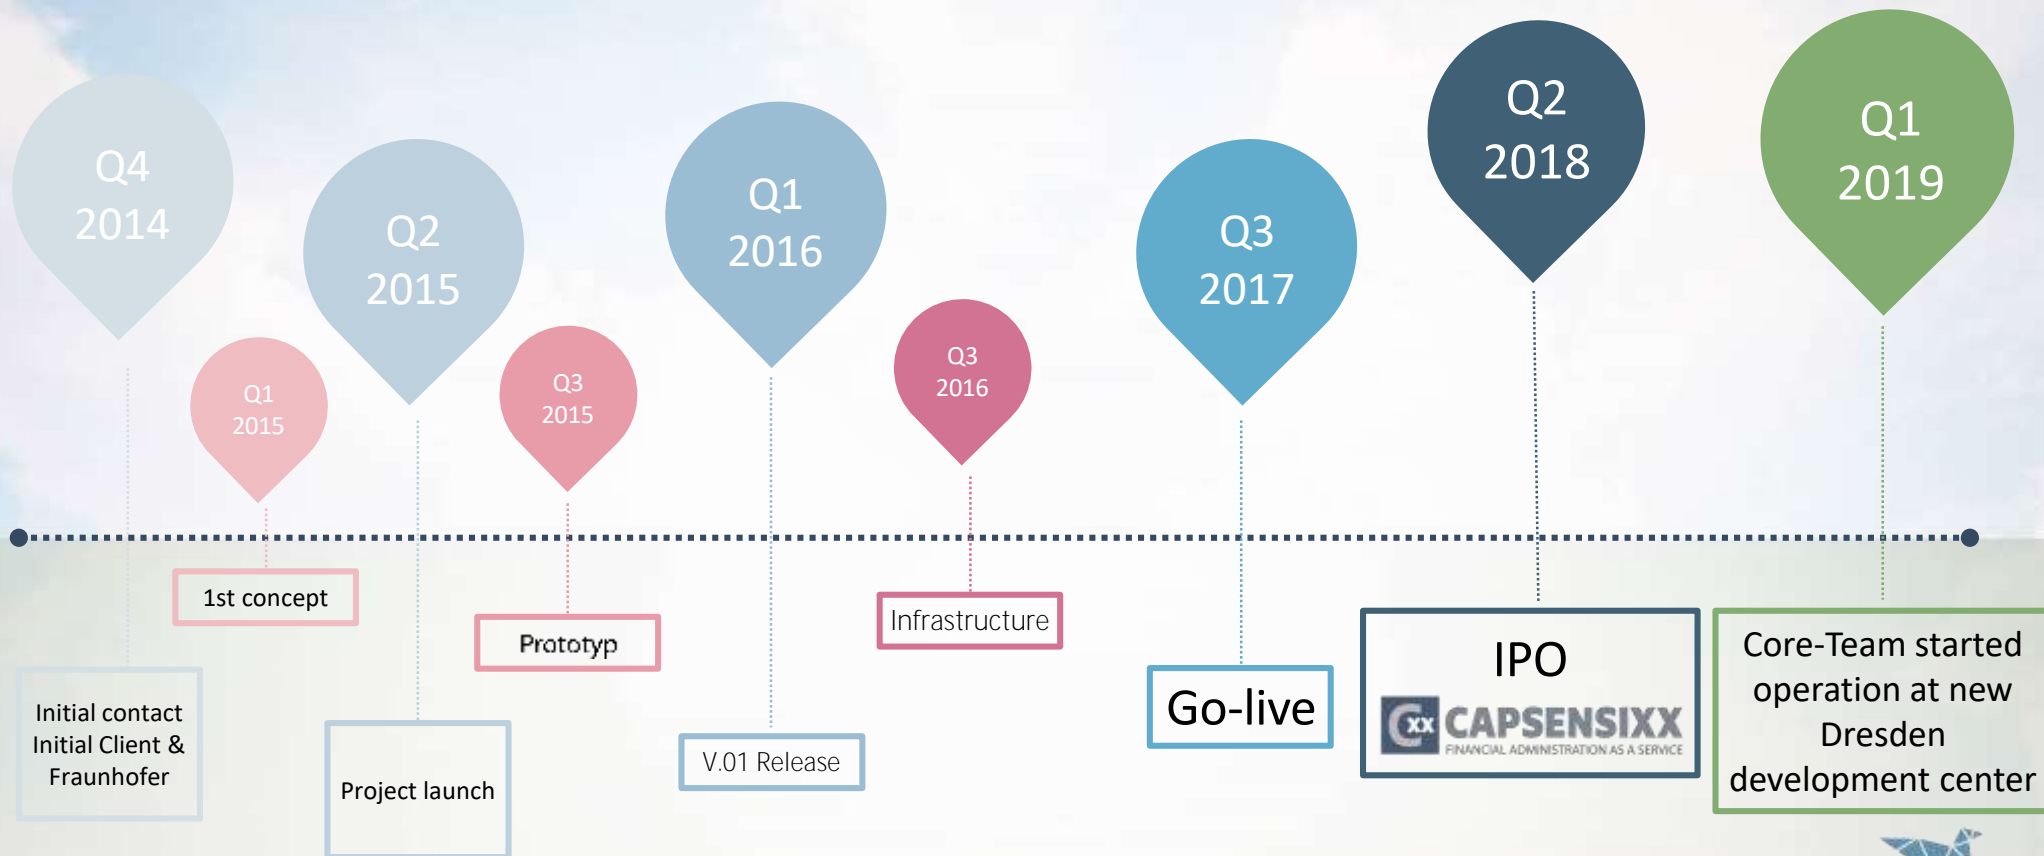 Q4
2014
Q1
2015
Q2
2015
Q3
2015
Q1
2016
Q3
2016
Q3
2017
Q2
2018
Q1
2019
Initial contact
Initial Client &
Fraunhofer
1st concept
Project launch
Prototyp
V.01 Release
Infrastructure
Go-live
IPO
Cxx CAPSENSIXX
FINANCIAL ADMINISTRATION AS A SERVICE
Core-Team started
operation at new
Dresden
development center